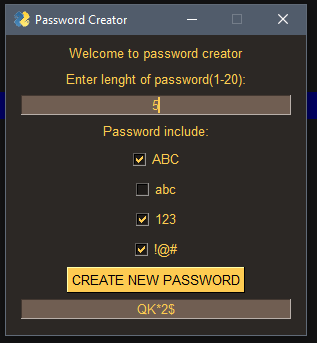 Password Creator
Welcome to password creator
Enter lenght of password(1-20):
5
Password include:
ABC
abc
123
!@#
CREATE NEW PASSWORD
QK*2$